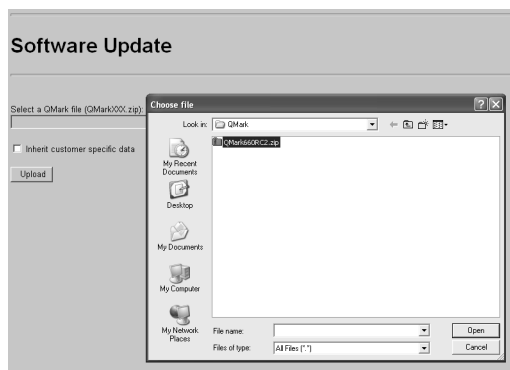 Software Update
Select a QMark file (QMarkXXX.zip):
Inherit customer specific data
Upload
Choose file
Look in:
QMark
QMark660RC2.zip
My Recent
Documents
Desktop
My Documents
My Computer
My Network
Places
File name:
Open
Files of type:
All Files (*.*)
Cancel